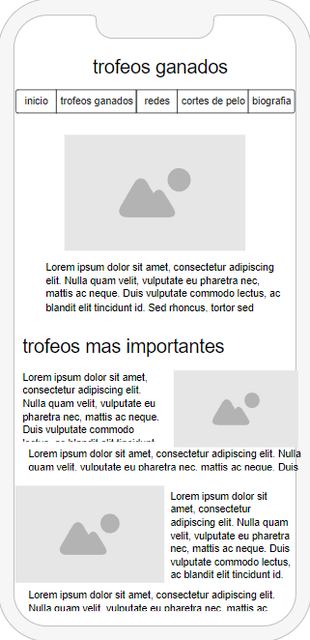 trofeos ganados
inicio trofeos ganados redes cortes de pelo biografia
Lorem ipsum dolor sit amet, consectetur adipiscing
elit. Nulla quam velit, vulputate eu pharetra nec,
mattis ac neque. Duis vulputate commodo lectus, ac
blandit elit tincidunt id. Sed rhoncus, tortor sed
trofeos mas importantes
Lorem ipsum dolor sit amet,
consectetur adipiscing elit.
Nulla quam velit, vulputate eu
pharetra nec, mattis ac neque.
Duis vulputate commodo
lectus, ac blandit elit tincidunt
Lorem ipsum dolor sit amet, consectetur adipiscing elit. Nulla
quam velit, vulputate eu pharetra nec, mattis ac neque. Duis
Lorem ipsum dolor sit
amet, consectetur
adipiscing elit. Nulla quam
velit, vulputate eu pharetra
nec, mattis ac neque. Duis
vulputate commodo
lectus, ac blandit elit
tincidunt id.
Lorem ipsum dolor sit amet, consectetur adipiscing elit.
Nulla quam velit, vulputate eu pharetra nec, mattis ac